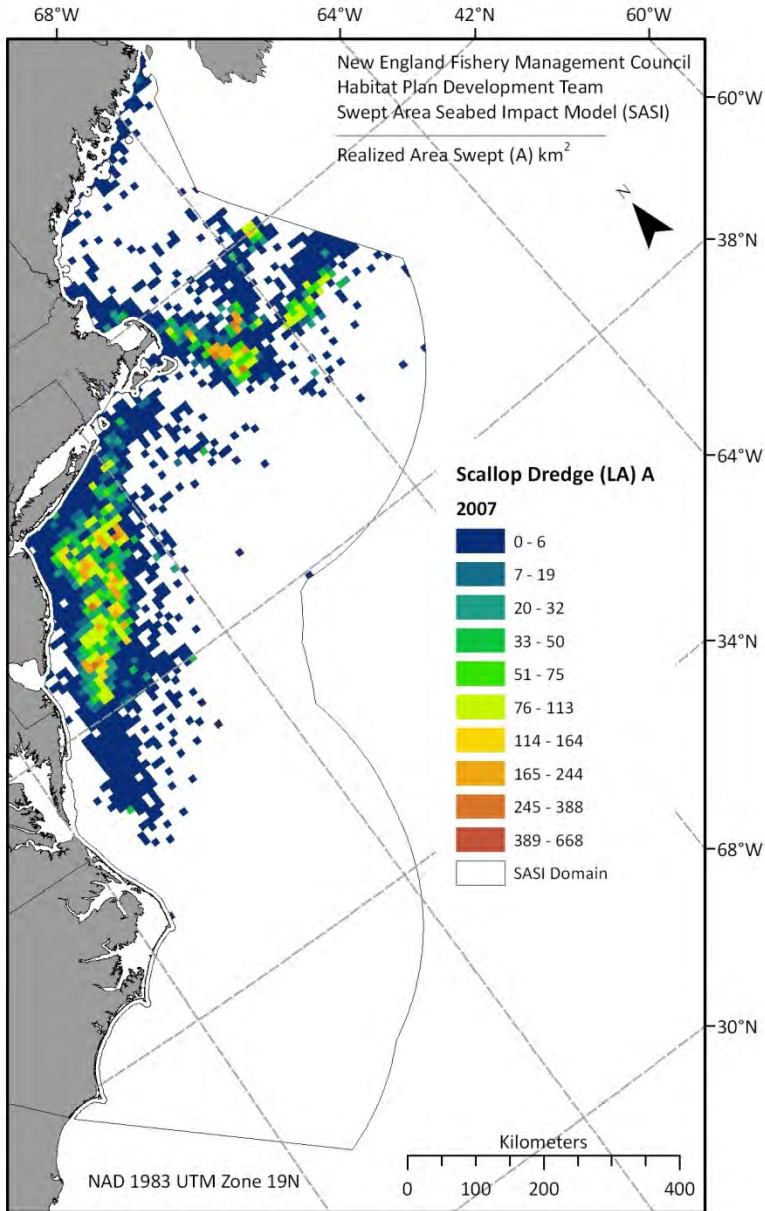 68°W
64°W
42°N
60°W
New England Fishery Management Council
Habitat Plan Development Team
Swept Area Seabed Impact Model (SASI)
Realized Area Swept (A) km²
60°W
N
38°N
64°W
Scallop Dredge (LA) A
2007
0 - 6
7 - 19
20 - 32
33 - 50
51 - 75
76 - 113
114 - 164
165 - 244
245 - 388
389 - 668
SASI Domain
34°N
68°W
30°N
Kilometers
0 100 200 300 400
NAD 1983 UTM Zone 19N